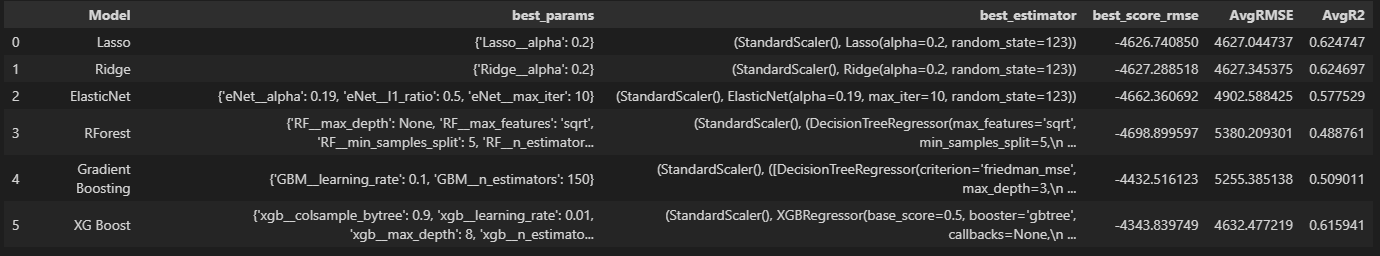 Model best_params best_estimator best_score_rmse AvgRMSE AvgR2
0 Lasso {'Lasso__alpha': 0.2} (StandardScaler(), Lasso(alpha=0.2, random_state=123)) -4626.740850 4627.044737 0.624747
1 Ridge {'Ridge__alpha': 0.2} (StandardScaler(), Ridge(alpha=0.2, random_state=123)) -4627.288518 4627.345375 0.624697
2 ElasticNet {'eNet__alpha': 0.19, 'eNet__l1_ratio': 0.5, 'eNet__max_iter': 10} (StandardScaler(), ElasticNet(alpha=0.19, max_iter=10, random_state=123)) -4662.360692 4902.588425 0.577529
3 RForest {'RF__max_depth': None, 'RF__max_features': 'sqrt', 'RF__min_samples_split': 5, 'RF__n_estimator... (StandardScaler(), (DecisionTreeRegressor(max_features='sqrt', min_samples_split=5,\n ... -4698.899597 5380.209301 0.488761
4 Gradient Boosting {'GBM__learning_rate': 0.1, 'GBM__n_estimators': 150} (StandardScaler(), ([DecisionTreeRegressor(criterion='friedman_mse', max_depth=3,\n ... -4432.516123 5255.385138 0.509011
5 XG Boost {'xgb__colsample_bytree': 0.9, 'xgb__learning_rate': 0.01, 'xgb__max_depth': 8, 'xgb__n_estimato... (StandardScaler(), XGBRegressor(base_score=0.5, booster='gbtree', callbacks=None,\n ... -4343.839749 4632.477219 0.615941